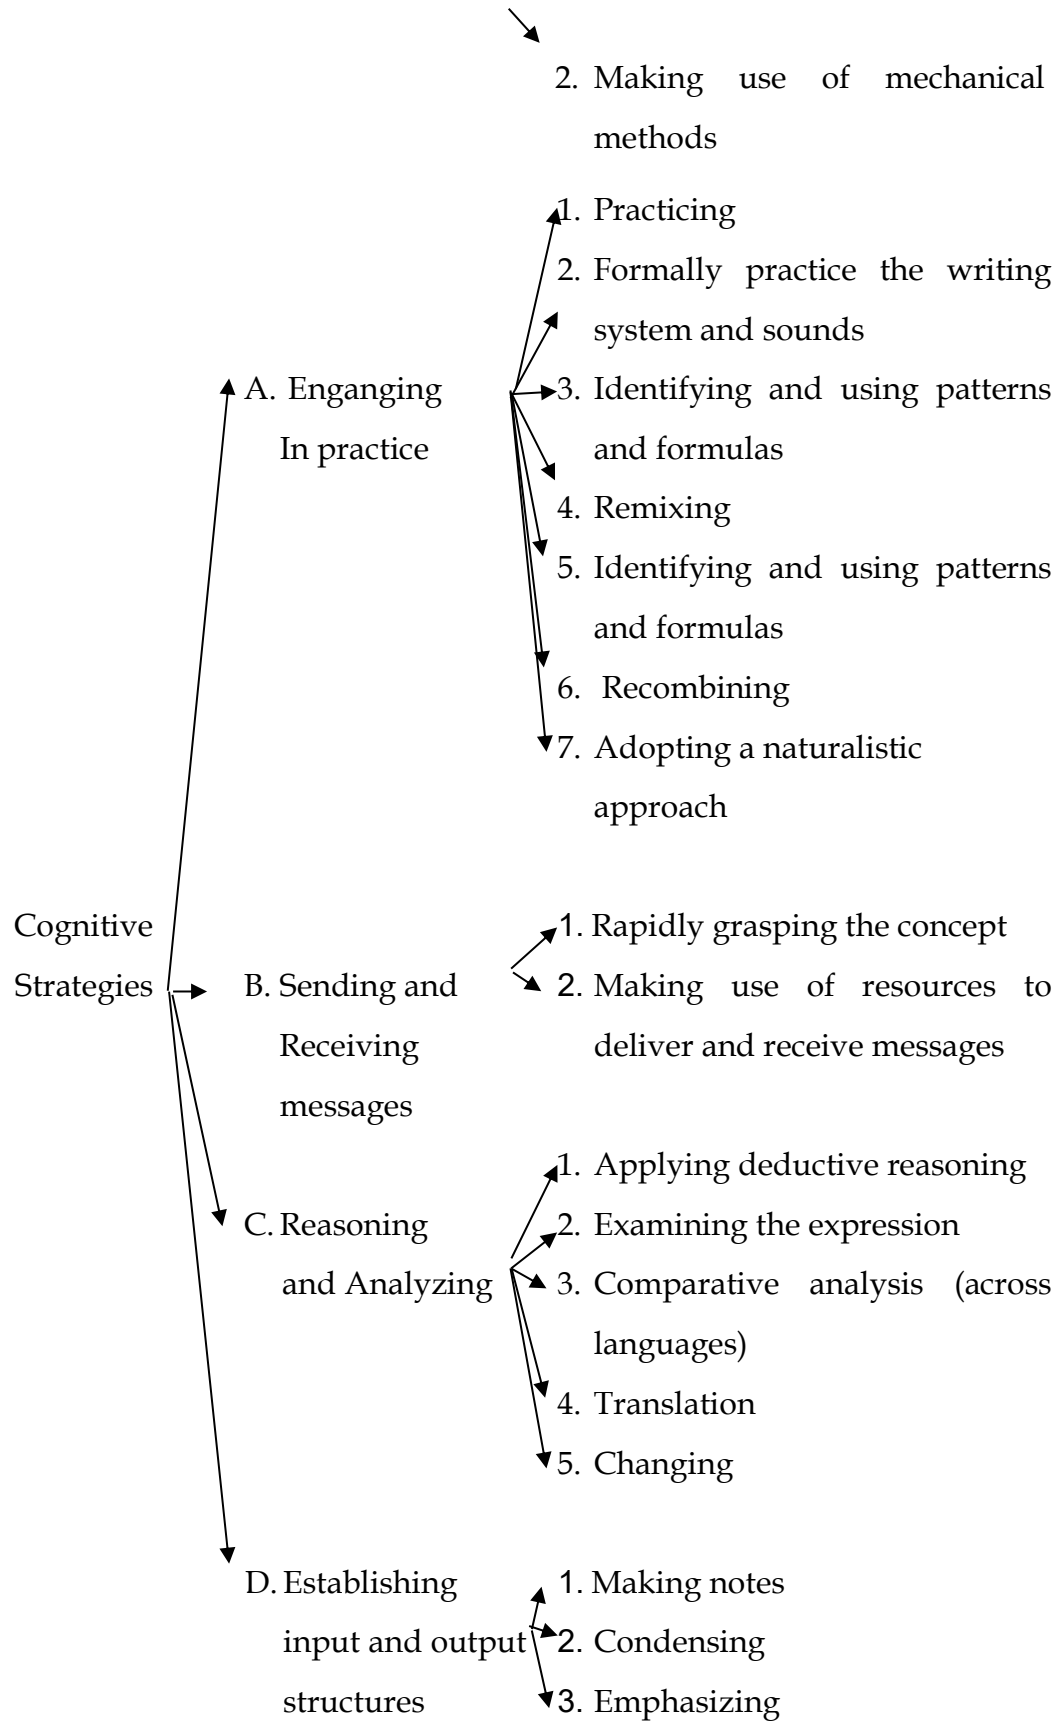 2. Making use of mechanical
methods
1. Practicing
2. Formally practice the writing
system and sounds
A. Enganging
In practice
3. Identifying and using patterns
and formulas
4. Remixing
5. Identifying and using patterns
and formulas
6. Recombining
7. Adopting a naturalistic
approach
Cognitive
Strategies
B. Sending and
Receiving
messages
1. Rapidly grasping the concept
2. Making use of resources to
deliver and receive messages
C. Reasoning
and Analyzing
1. Applying deductive reasoning
2. Examining the expression
3. Comparative analysis (across
languages)
4. Translation
5. Changing
D. Establishing
input and output
structures
1. Making notes
2. Condensing
3. Emphasizing